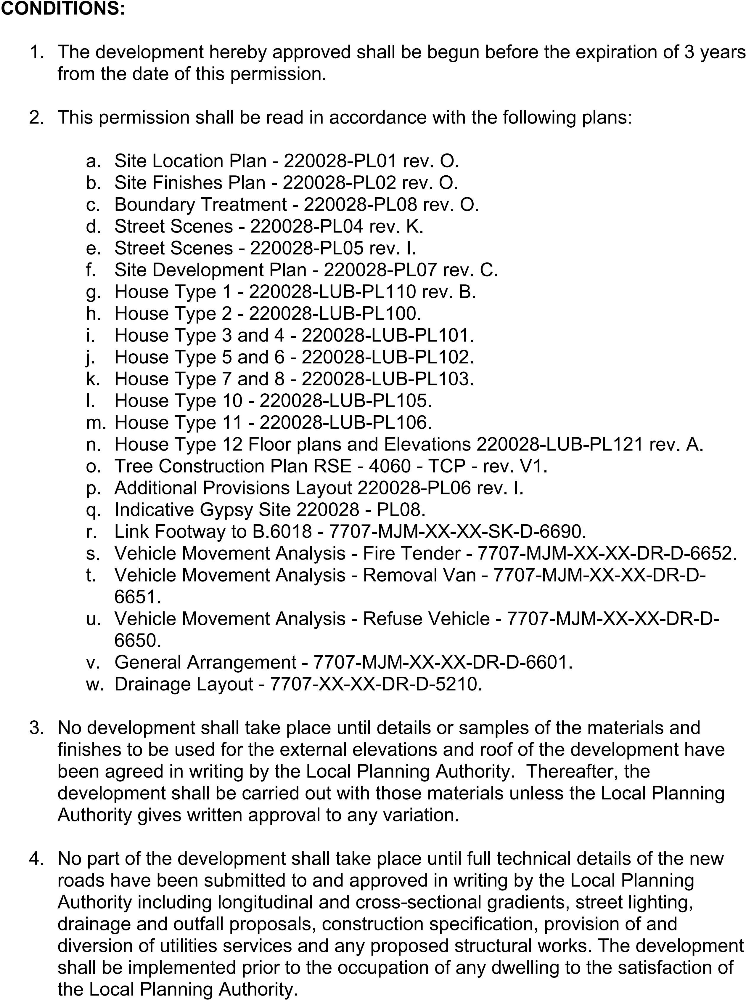 CONDITIONS:
1. The development hereby approved shall be begun before the expiration of 3 years
from the date of this permission.
2. This permission shall be read in accordance with the following plans:
a. Site Location Plan - 220028-PL01 rev. O.
b. Site Finishes Plan - 220028-PL02 rev. O.
c. Boundary Treatment - 220028-PL08 rev. O.
d. Street Scenes - 220028-PL04 rev. K.
e. Street Scenes - 220028-PL05 rev. I.
f. Site Development Plan - 220028-PL07 rev. C.
g. House Type 1 - 220028-LUB-PL110 rev. B.
h. House Type 2 - 220028-LUB-PL100.
i. House Type 3 and 4 - 220028-LUB-PL101.
j. House Type 5 and 6 - 220028-LUB-PL102.
k. House Type 7 and 8 - 220028-LUB-PL103.
l. House Type 10 - 220028-LUB-PL105.
m. House Type 11 - 220028-LUB-PL106.
n. House Type 12 Floor plans and Elevations 220028-LUB-PL121 rev. A.
o. Tree Construction Plan RSE - 4060 - TCP - rev. V1.
p. Additional Provisions Layout 220028-PL06 rev. I.
q. Indicative Gypsy Site 220028 - PL08.
r. Link Footway to B.6018 - 7707-MJM-XX-XX-SK-D-6690.
s. Vehicle Movement Analysis - Fire Tender - 7707-MJM-XX-XX-DR-D-6652.
t. Vehicle Movement Analysis - Removal Van - 7707-MJM-XX-XX-DR-D-
6651.
u. Vehicle Movement Analysis - Refuse Vehicle - 7707-MJM-XX-XX-DR-D-
6650.
v. General Arrangement - 7707-MJM-XX-XX-DR-D-6601.
w. Drainage Layout - 7707-XX-XX-DR-D-5210.
3. No development shall take place until details or samples of the materials and
finishes to be used for the external elevations and roof of the development have
been agreed in writing by the Local Planning Authority.  Thereafter, the
development shall be carried out with those materials unless the Local Planning
Authority gives written approval to any variation.
4. No part of the development shall take place until full technical details of the new
roads have been submitted to and approved in writing by the Local Planning
Authority including longitudinal and cross-sectional gradients, street lighting,
drainage and outfall proposals, construction specification, provision of and
diversion of utilities services and any proposed structural works. The development
shall be implemented prior to the occupation of any dwelling to the satisfaction of
the Local Planning Authority.